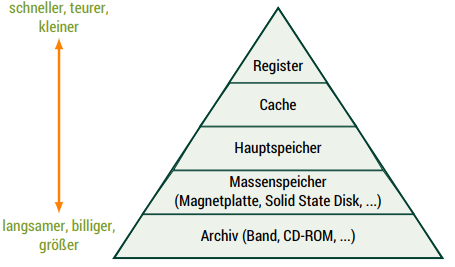 schneller, teurer,
kleiner
Register
Cache
Hauptspeicher
Massenspeicher
(Magnetplatte, Solid State Disk, ...)
langsamer, billiger,
größer
Archiv (Band, CD-ROM, ...)